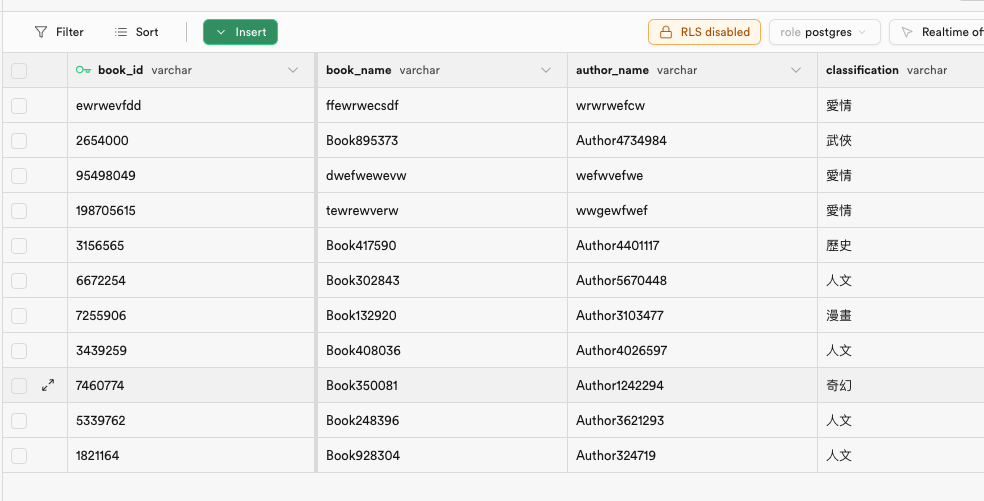 Filter Sort Insert RLS disabled role postgres Realtime of
book_id varchar book_name varchar author_name varchar classification varchar
ewrwevfdd ffewrwecsdf wrwrwefcw 愛情
2654000 Book895373 Author4734984 武俠
95498049 dwefwewevw wefwvefwe 愛情
198705615 tewrewverw wwgewfwef 愛情
3156565 Book417590 Author4401117 歷史
6672254 Book302843 Author5670448 人文
7255906 Book132920 Author3103477 漫畫
3439259 Book408036 Author4026597 人文
7460774 Book350081 Author1242294 奇幻
5339762 Book248396 Author3621293 人文
1821164 Book928304 Author324719 人文